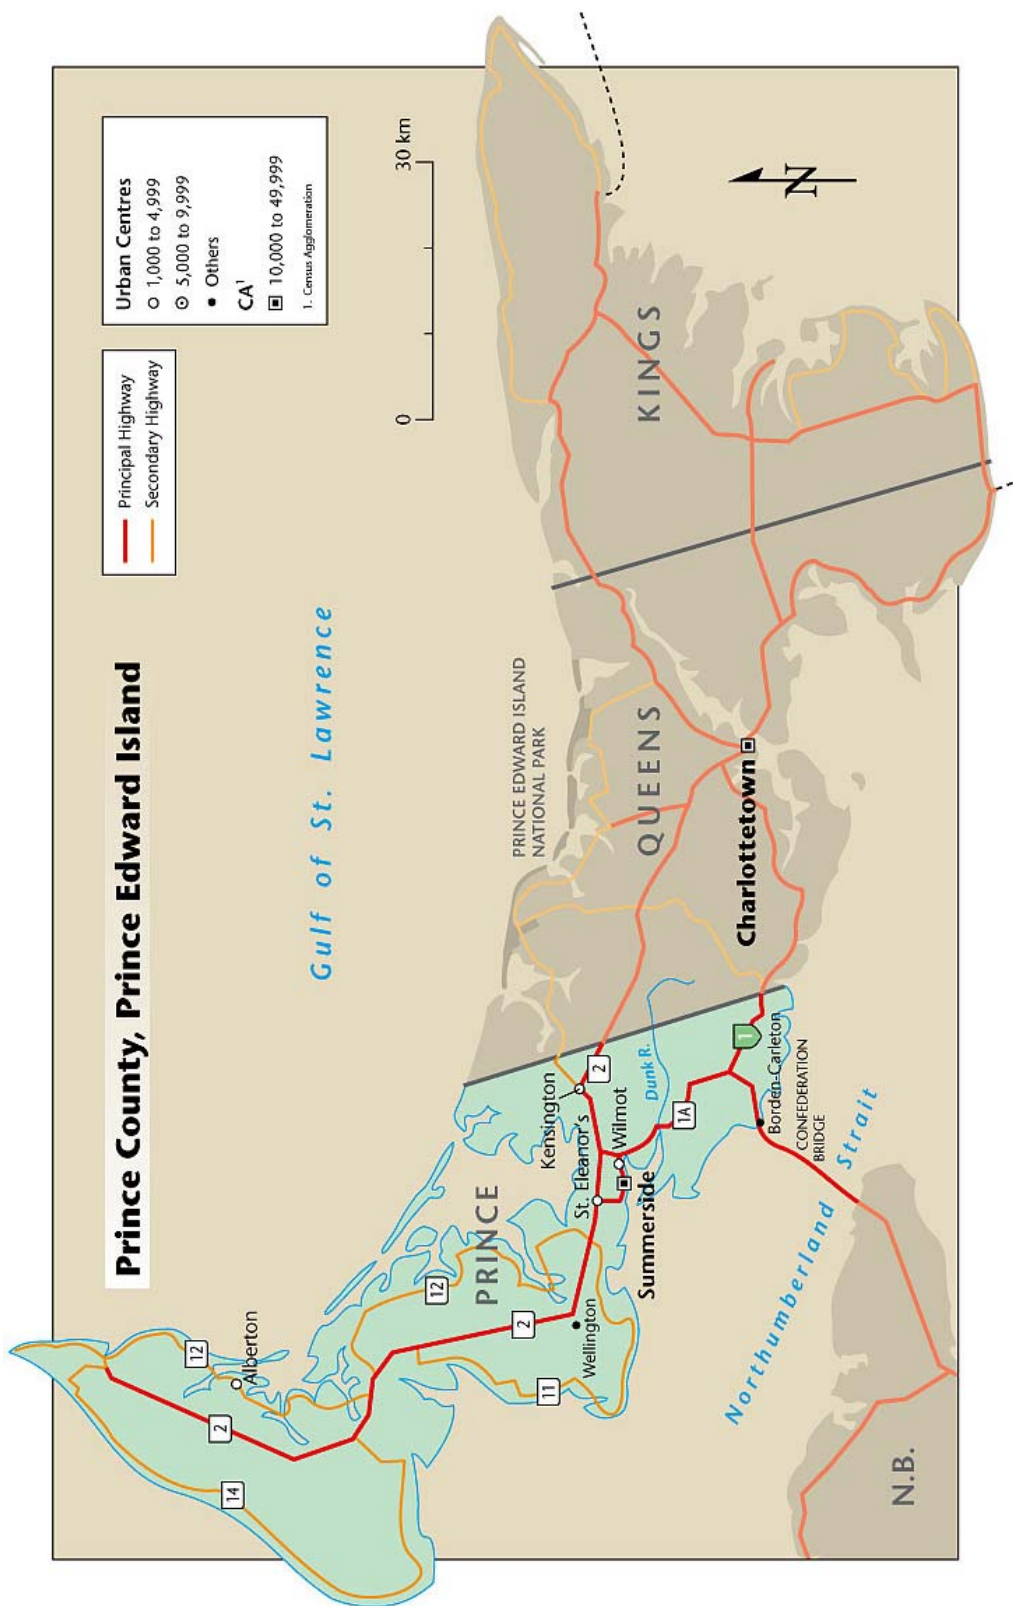 Prince County, Prince Edward Island
Principal Highway
Secondary Highway
Urban Centres
1,000 to 4,999
5,000 to 9,999
Others
CA¹
10,000 to 49,999
1. Census Agglomeration
0
30 km
Gulf of St. Lawrence
N
12
Alberton
2
14
PRINCE EDWARD ISLAND
NATIONAL PARK
12
PRINCE
2
11
Wellington
Kensington
St. Eleanor's
2
Wilmot
Summerside
Dunk R.
1A
1
QUEENS
KINGS
Charlottetown
Borden-Carleton
CONFEDERATION
BRIDGE
Northumberland Strait
N.B.